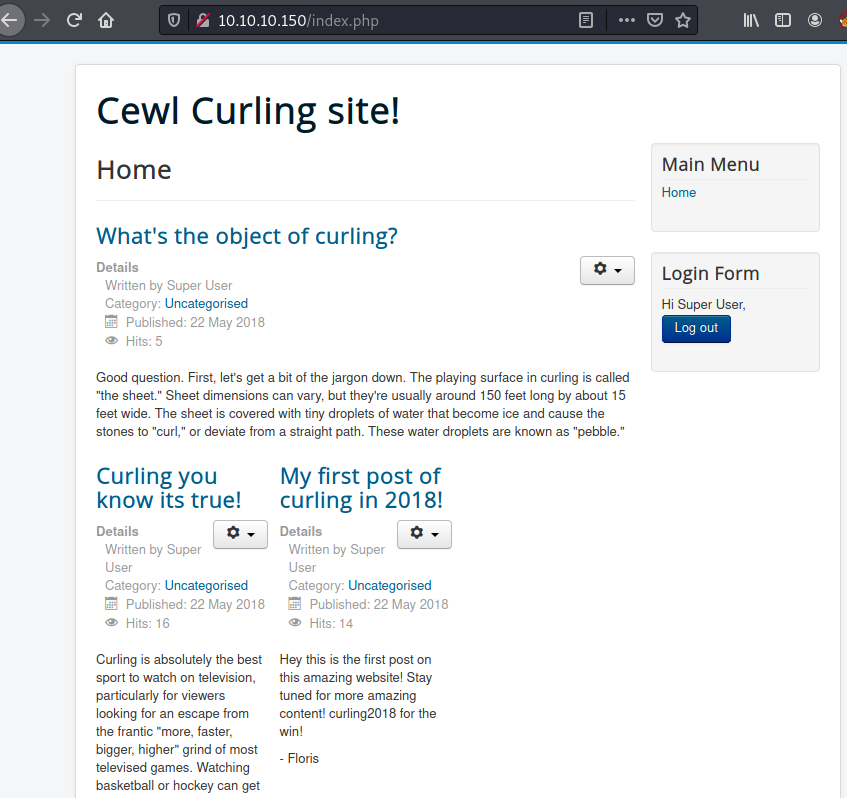 10.10.10.150/index.php
Cewl Curling site!
Home
What's the object of curling?
Details
Written by Super User
Category: Uncategorised
Published: 22 May 2018
Hits: 5
Good question. First, let's get a bit of the jargon down. The playing surface in curling is called
"the sheet." Sheet dimensions can vary, but they're usually around 150 feet long by about 15
feet wide. The sheet is covered with tiny droplets of water that become ice and cause the
stones to "curl," or deviate from a straight path. These water droplets are known as "pebble."
Curling you
know its true!
Details
Written by Super
User
Category: Uncategorised
Published: 22 May 2018
Hits: 16
Curling is absolutely the best
sport to watch on television,
particularly for viewers
looking for an escape from
the frantic "more, faster,
bigger, higher" grind of most
televised games. Watching
basketball or hockey can get
My first post of
curling in 2018!
Details
Written by Super
User
Category: Uncategorised
Published: 22 May 2018
Hits: 14
Hey this is the first post on
this amazing website! Stay
tuned for more amazing
content! curling2018 for the
win!
- Floris
Main Menu
Home
Login Form
Hi Super User,
Log out